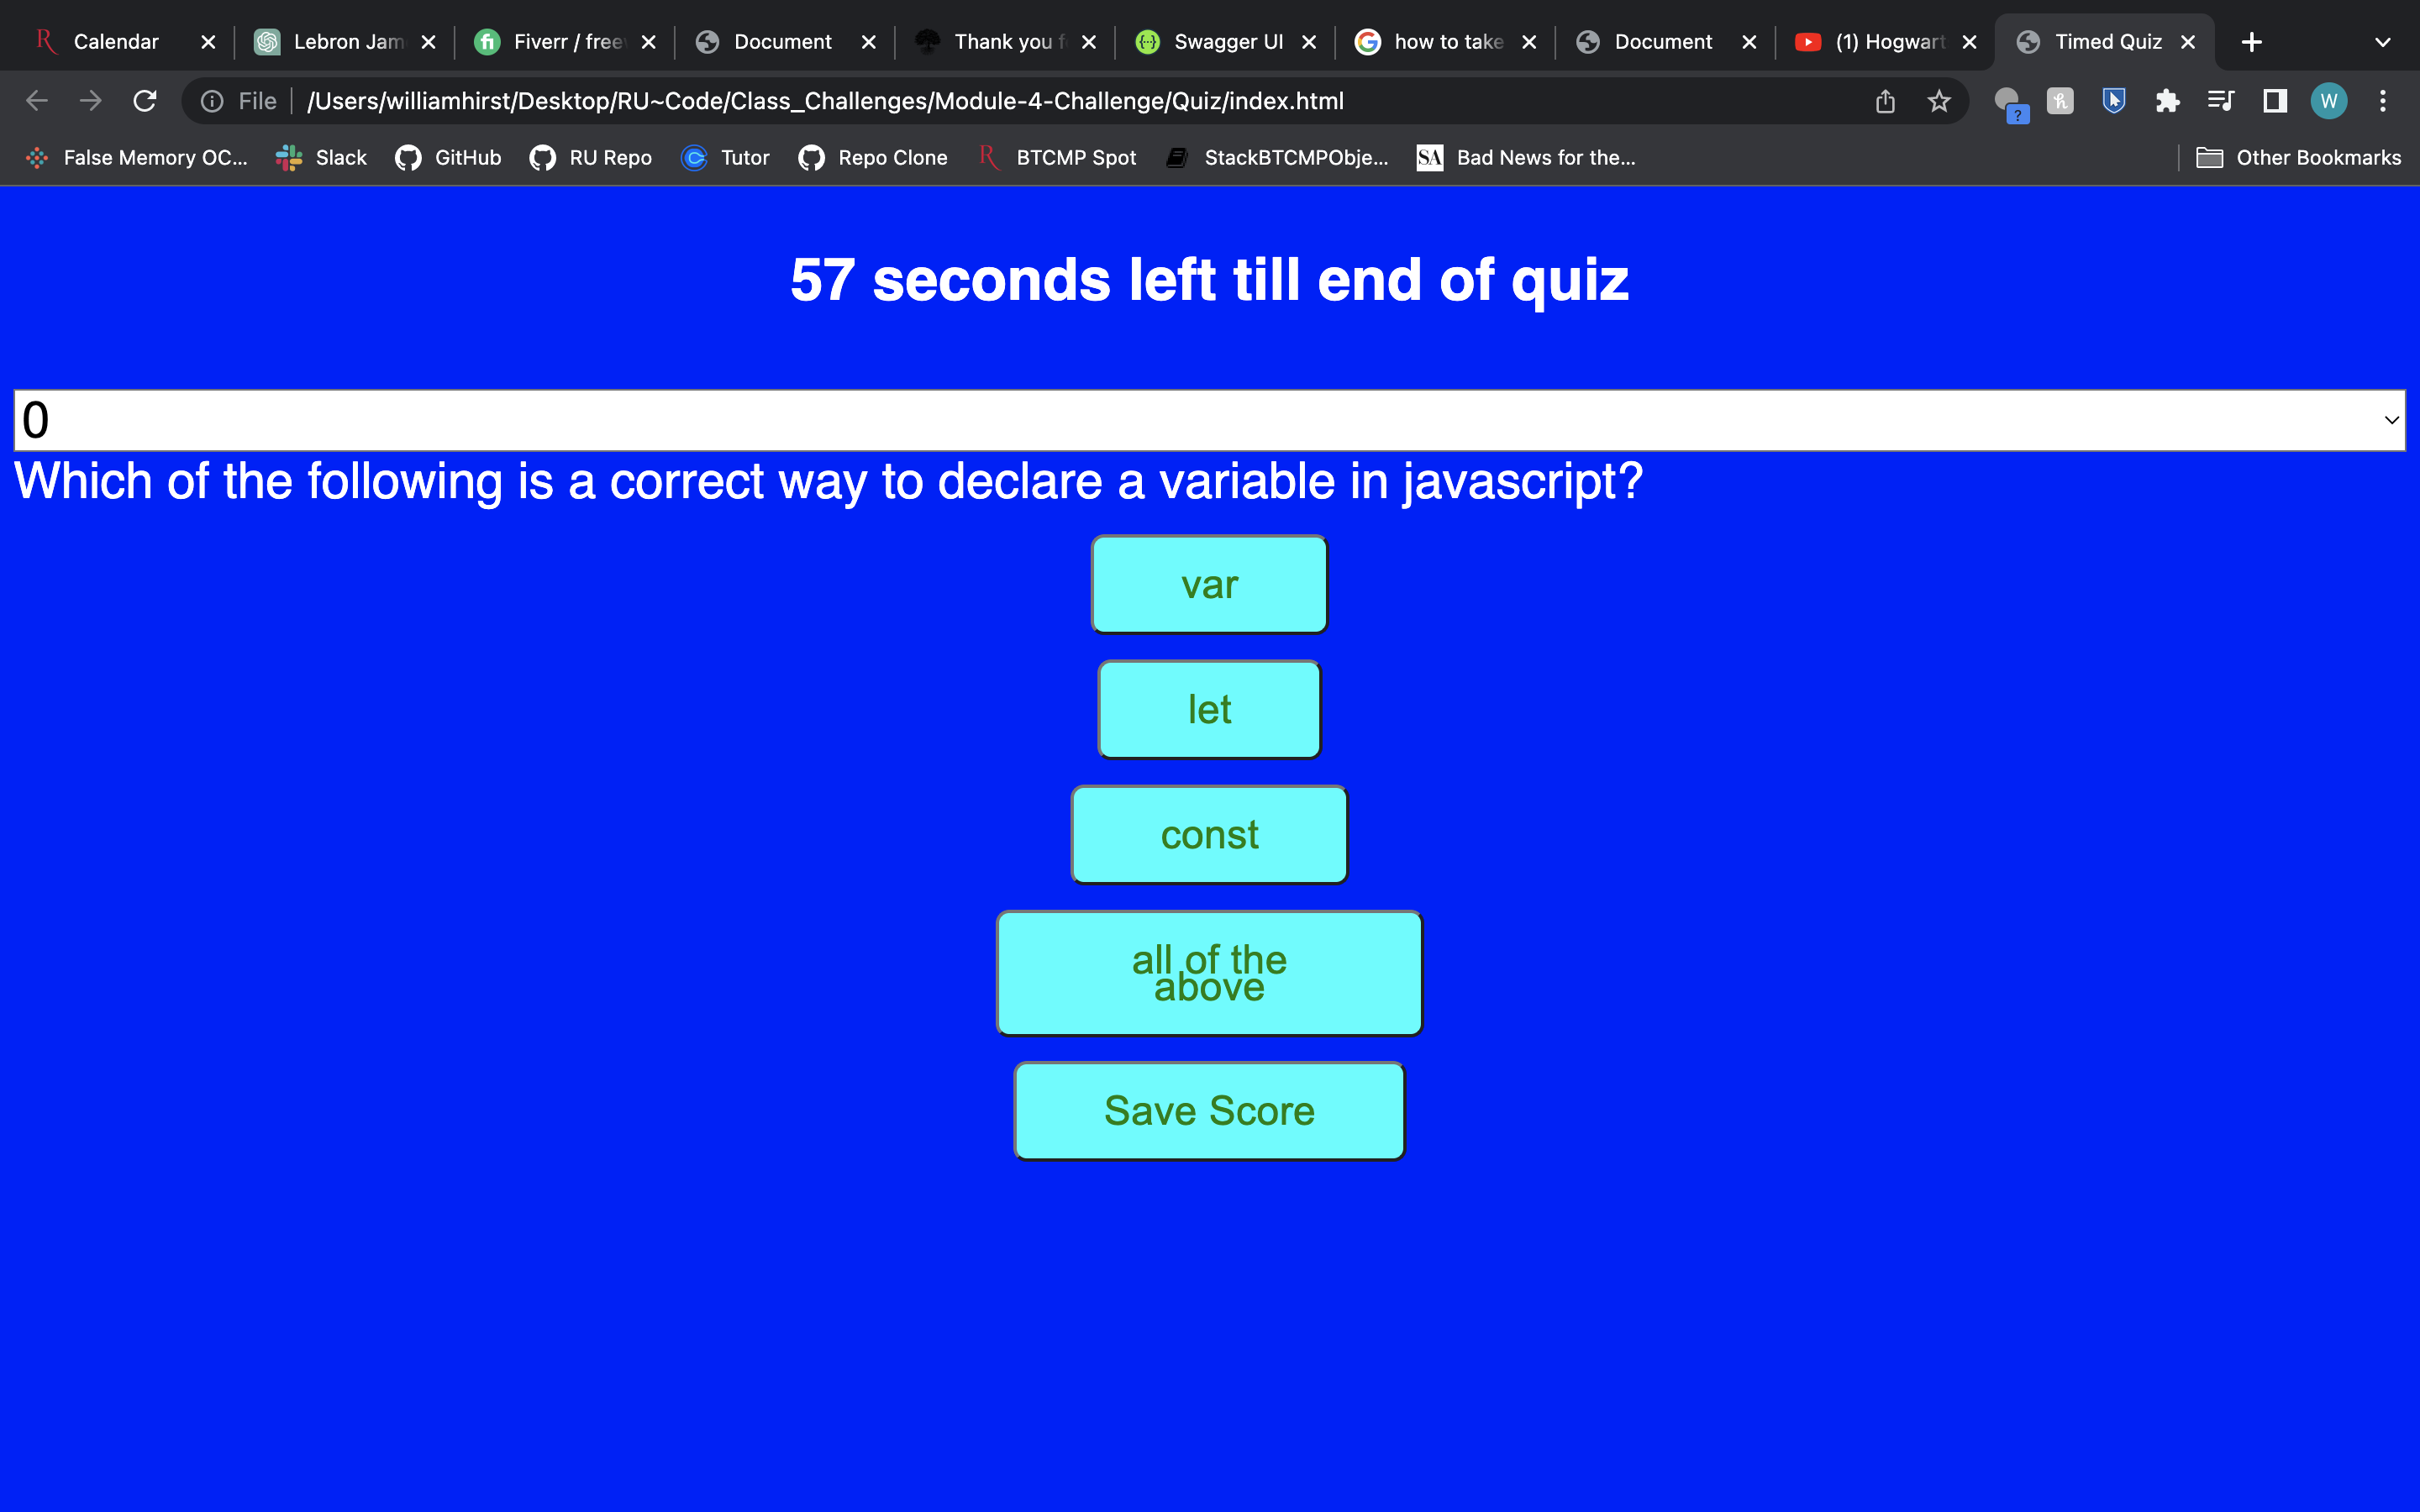 Calendar
Lebron Jam
Fiverr / free
Document
Thank you f
Swagger UI
how to take
Document
(1) Hogwart
Timed Quiz
File
/Users/williamhirst/Desktop/RU~Code/Class_Challenges/Module-4-Challenge/Quiz/index.html
?
h
W
False Memory OC...
Slack
GitHub
RU Repo
Tutor
Repo Clone
BTCMP Spot
StackBTCMPObje...
SA
Bad News for the...
Other Bookmarks
57 seconds left till end of quiz
0
Which of the following is a correct way to declare a variable in javascript?
var
let
const
all of the
above
Save Score